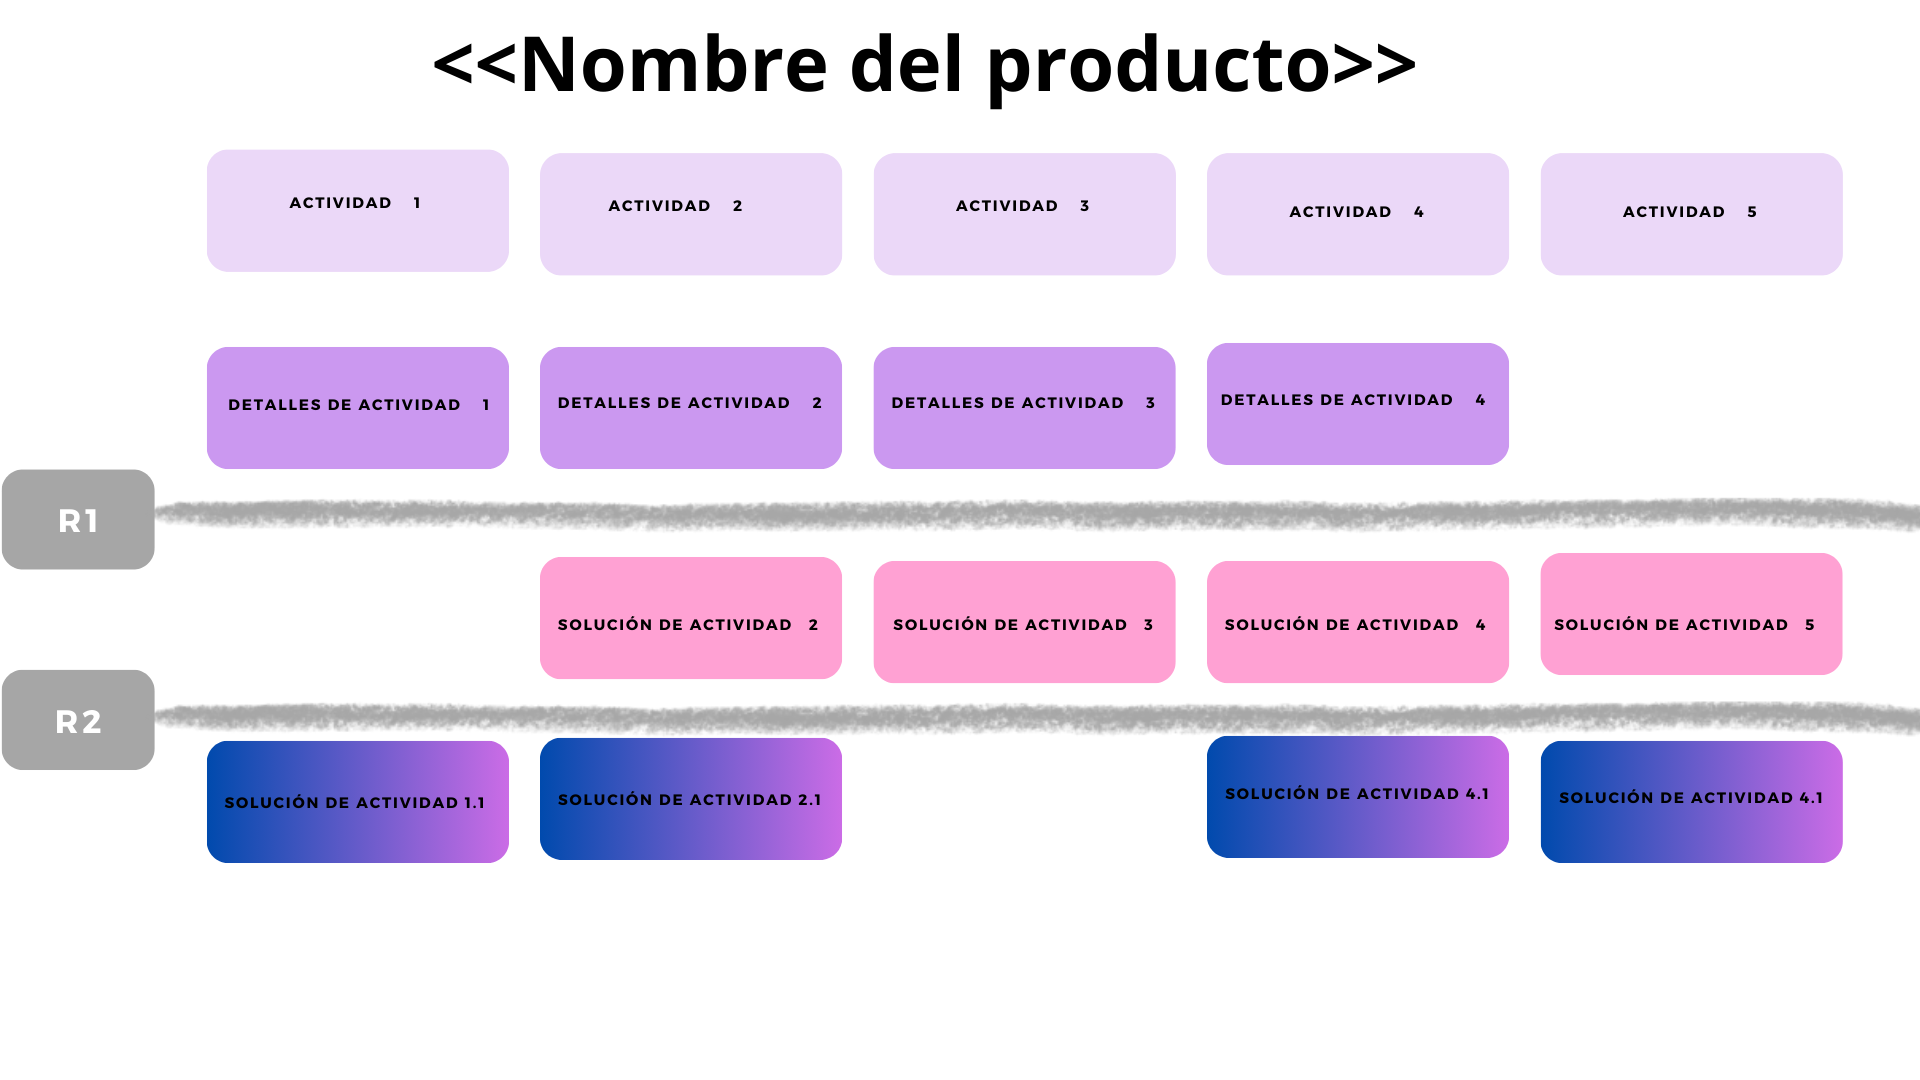 <<Nombre del producto>>
ACTIVIDAD 1
ACTIVIDAD 2
ACTIVIDAD 3
ACTIVIDAD 4
ACTIVIDAD 5
DETALLES DE ACTIVIDAD 1
DETALLES DE ACTIVIDAD 2
DETALLES DE ACTIVIDAD 3
DETALLES DE ACTIVIDAD 4
R1
SOLUCIÓN DE ACTIVIDAD 2
SOLUCIÓN DE ACTIVIDAD 3
SOLUCIÓN DE ACTIVIDAD 4
SOLUCIÓN DE ACTIVIDAD 5
R2
SOLUCIÓN DE ACTIVIDAD 1.1
SOLUCIÓN DE ACTIVIDAD 2.1
SOLUCIÓN DE ACTIVIDAD 4.1
SOLUCIÓN DE ACTIVIDAD 4.1